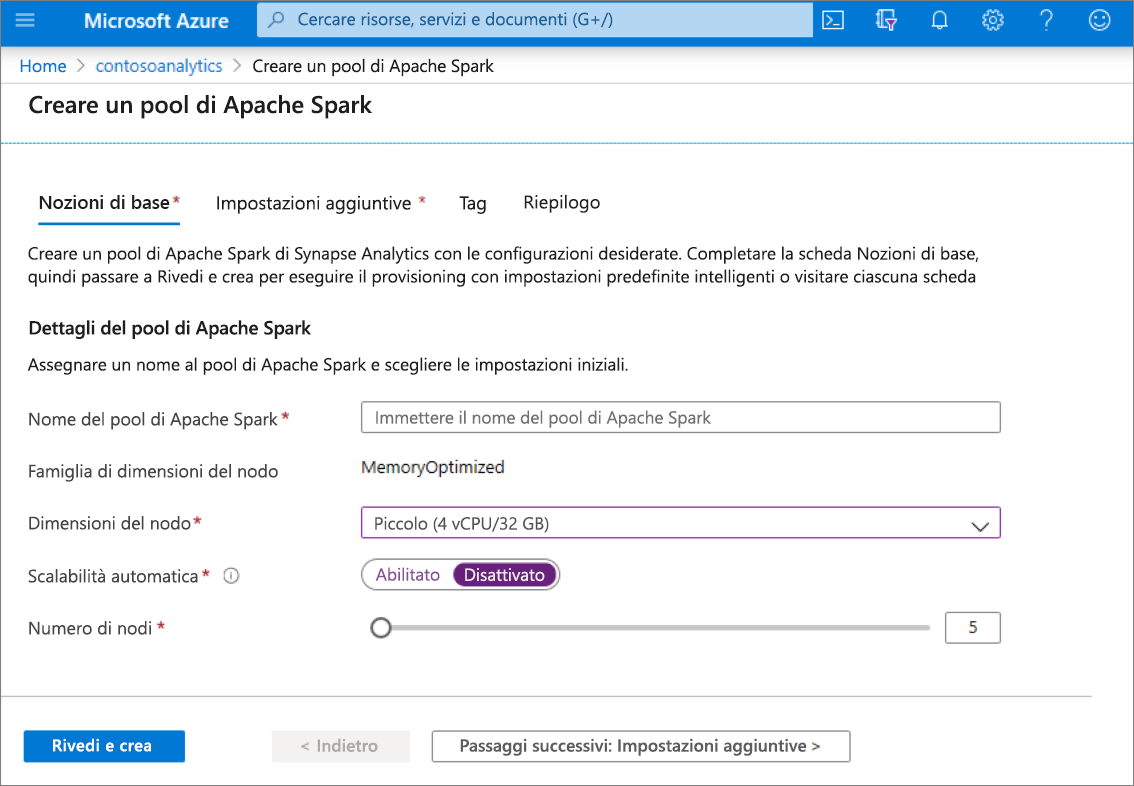 Microsoft Azure
Cercare risorse, servizi e documenti (G+/)
Home > contosoanalytics > Creare un pool di Apache Spark
Creare un pool di Apache Spark
Nozioni di base* Impostazioni aggiuntive * Tag Riepilogo
Creare un pool di Apache Spark di Synapse Analytics con le configurazioni desiderate. Completare la scheda Nozioni di base,
quindi passare a Rivedi e crea per eseguire il provisioning con impostazioni predefinite intelligenti o visitare ciascuna scheda
Dettagli del pool di Apache Spark
Assegnare un nome al pool di Apache Spark e scegliere le impostazioni iniziali.
Nome del pool di Apache Spark* Immettere il nome del pool di Apache Spark
Famiglia di dimensioni del nodo MemoryOptimized
Dimensioni del nodo* Piccolo (4 vCPU/32 GB)
Scalabilità automatica* Abilitato Disattivato
Numero di nodi * 5
Rivedi e crea < Indietro Passaggi successivi: Impostazioni aggiuntive >